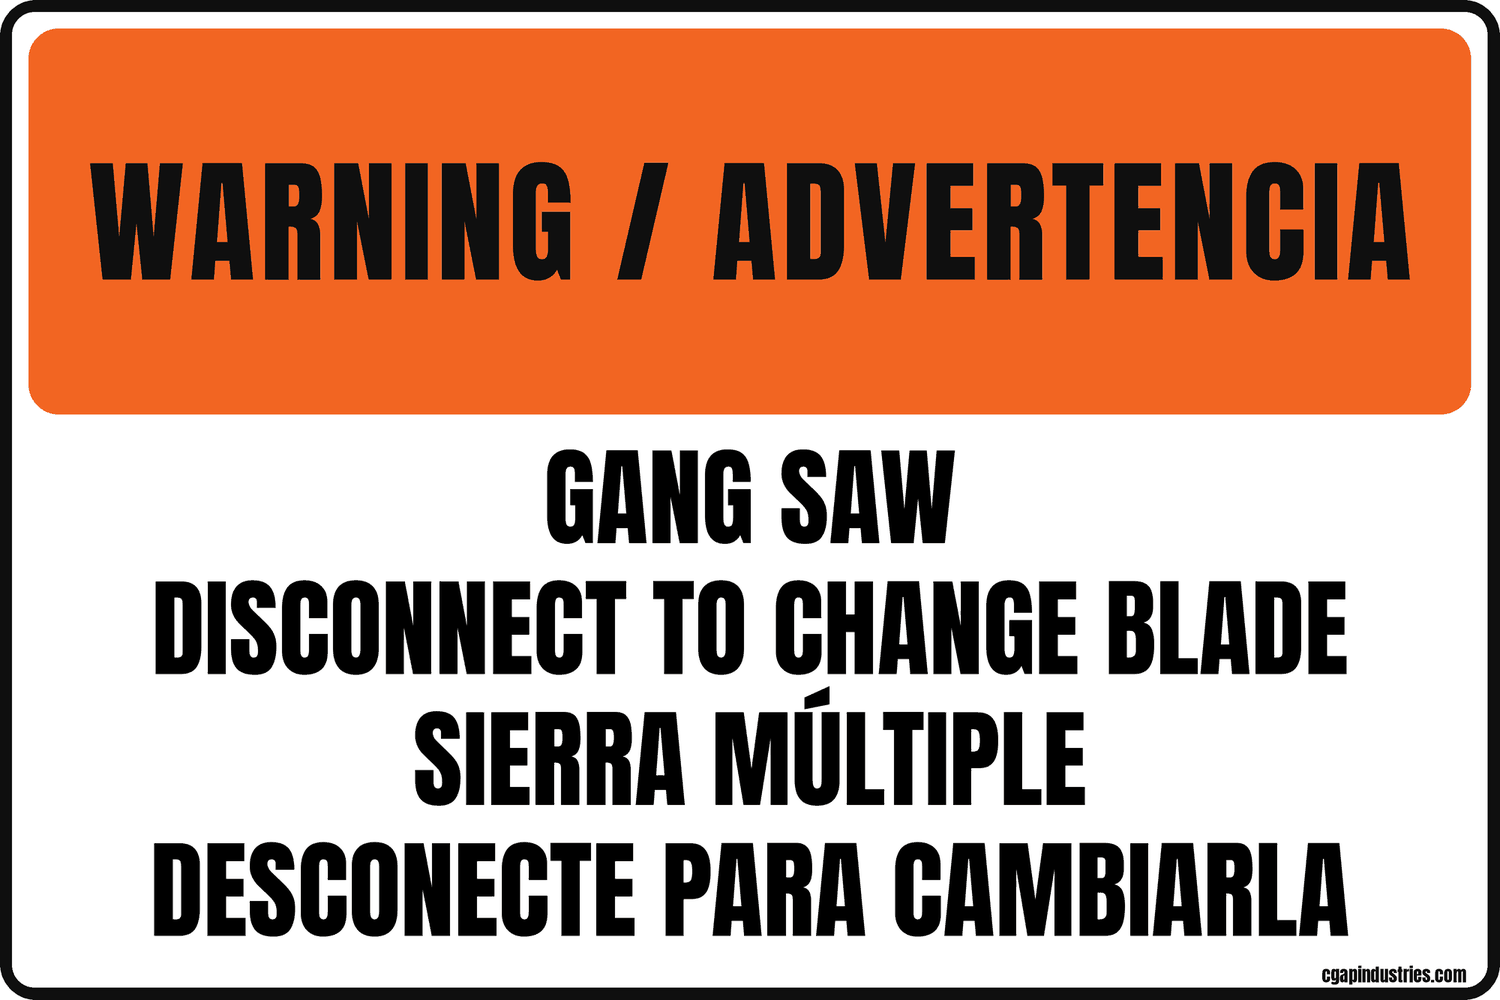 WARNING / ADVERTENCIA
GANG SAW
DISCONNECT TO CHANGE BLADE
SIERRA MÚLTIPLE
DESCONECTE PARA CAMBIARLA
cgapindustries.com